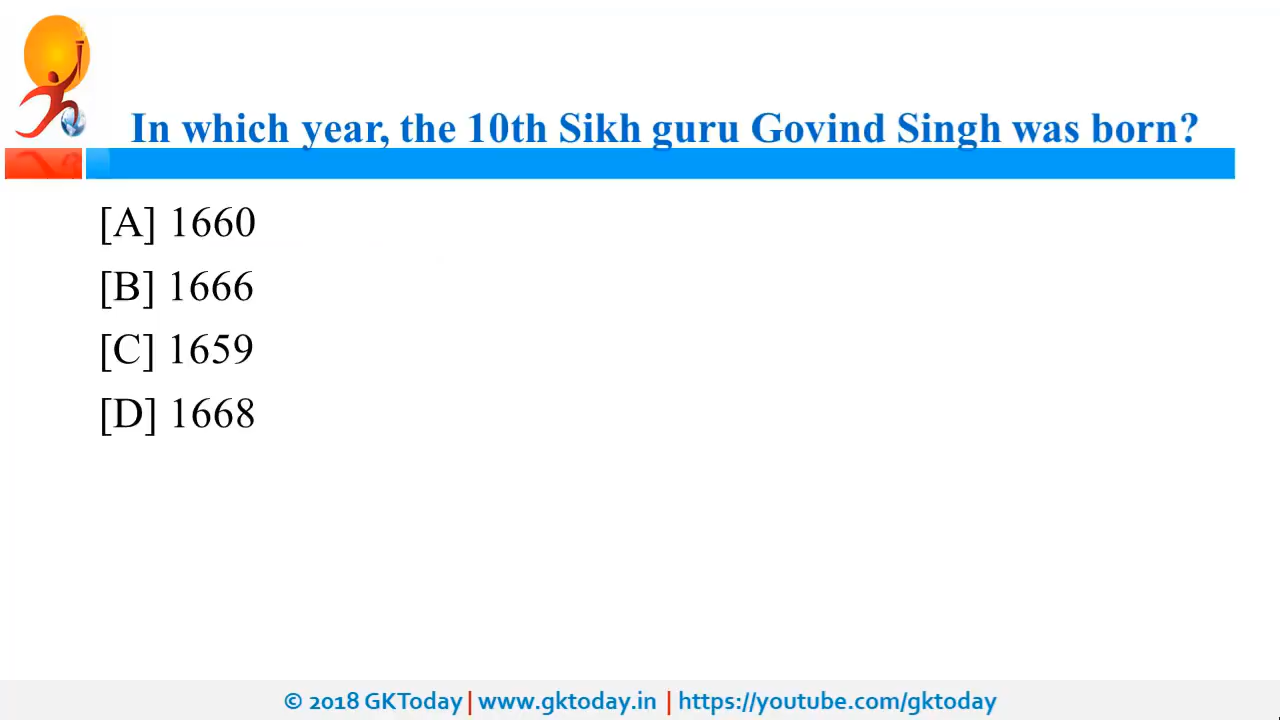 In which year, the 10th Sikh guru Govind Singh was born?
[A] 1660
[B] 1666
[C] 1659
[D] 1668
© 2018 GKToday | www.gktoday.in | https://youtube.com/gktoday